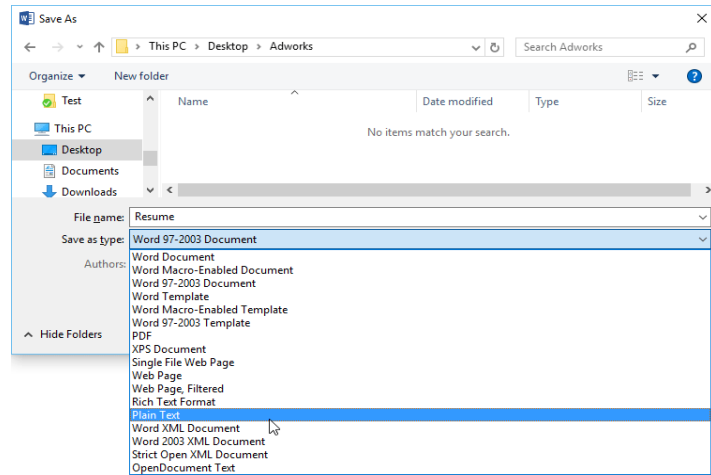 Save As
This PC > Desktop > Adworks
Search Adworks
Organize
New folder
Test
This PC
Desktop
Documents
Downloads
Name
Date modified
Type
Size
No items match your search.
File name: Resume
Save as type: Word 97-2003 Document
Authors:
Word Document
Word Macro-Enabled Document
Word 97-2003 Document
Word Template
Word Macro-Enabled Template
Word 97-2003 Template
PDF
XPS Document
Single File Web Page
Web Page
Web Page, Filtered
Rich Text Format
Plain Text
Word XML Document
Word 2003 XML Document
Strict Open XML Document
OpenDocument Text
Hide Folders